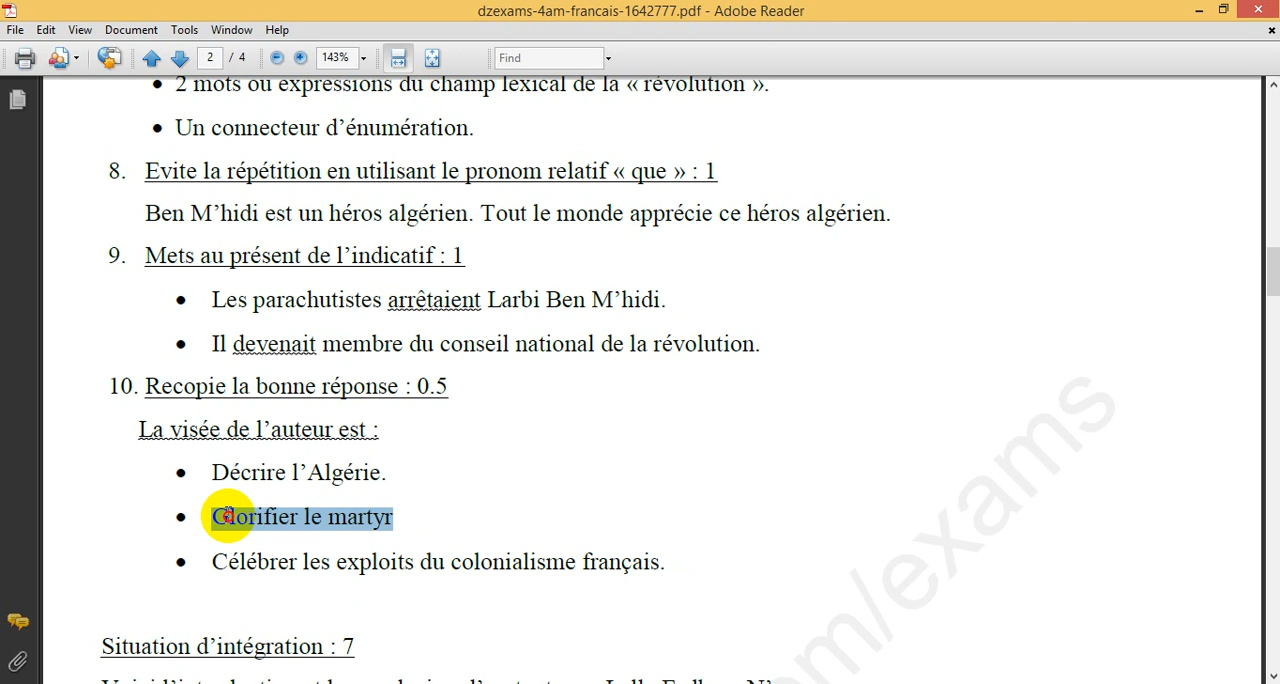 dzexams-4am-francais-1642777.pdf - Adobe Reader
File Edit View Document Tools Window Help
2 / 4 143% Find
• 2 mots ou expressions du champ lexical de la « révolution ».
• Un connecteur d'énumération.
8. Evite la répétition en utilisant le pronom relatif « que » : 1
Ben M'hidi est un héros algérien. Tout le monde apprécie ce héros algérien.
9. Mets au présent de l'indicatif : 1
• Les parachutistes arrêtaient Larbi Ben M'hidi.
• Il devenait membre du conseil national de la révolution.
10. Recopie la bonne réponse : 0.5
La visée de l'auteur est :
• Décrire l'Algérie.
• Glorifier le martyr
• Célébrer les exploits du colonialisme français.
m/exams
Situation d'intégration : 7